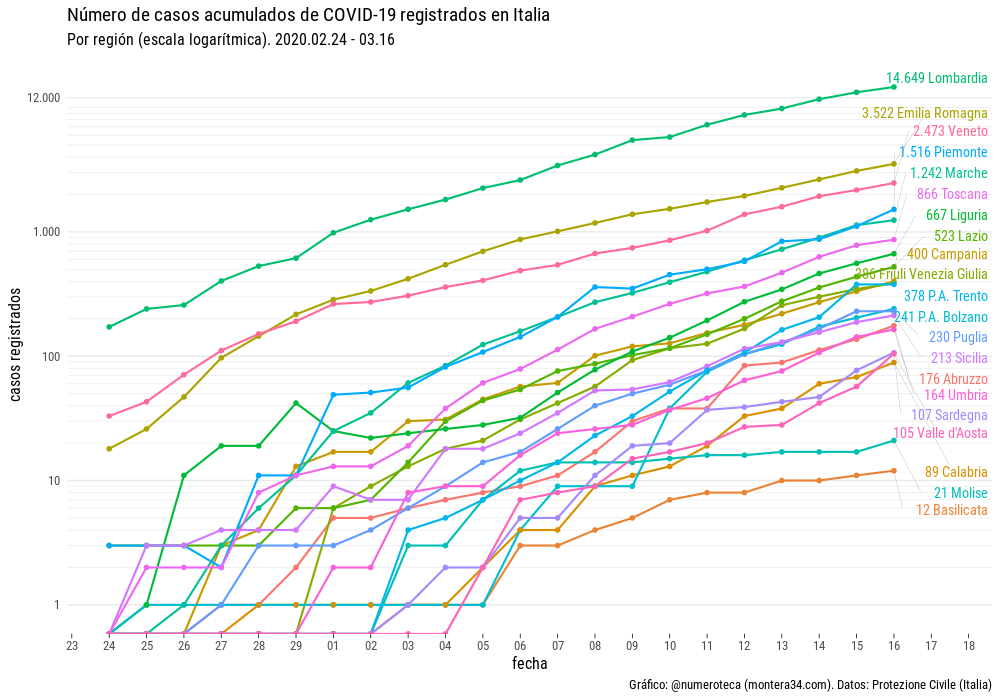 Número de casos acumulados de COVID-19 registrados en Italia
Por región (escala logarítmica). 2020.02.24 - 03.16
14.649 Lombardia
12.000
3.522 Emilia Romagna
2.473 Veneto
1.516 Piemonte
1.242 Marche
866 Toscana
667 Liguria
1.000
523 Lazio
400 Campania
386 Friuli Venezia Giulia
378 P.A. Trento
241 P.A. Bolzano
230 Puglia
100
213 Sicilia
176 Abruzzo
164 Umbria
107 Sardegna
105 Valle d'Aosta
89 Calabria
10
21 Molise
12 Basilicata
1
casos registrados
23 24 25 26 27 28 29 01 02 03 04 05 06 07 08 09 10 11 12 13 14 15 16 17 18
fecha
Gráfico: @numeroteca (montera34.com). Datos: Protezione Civile (Italia)